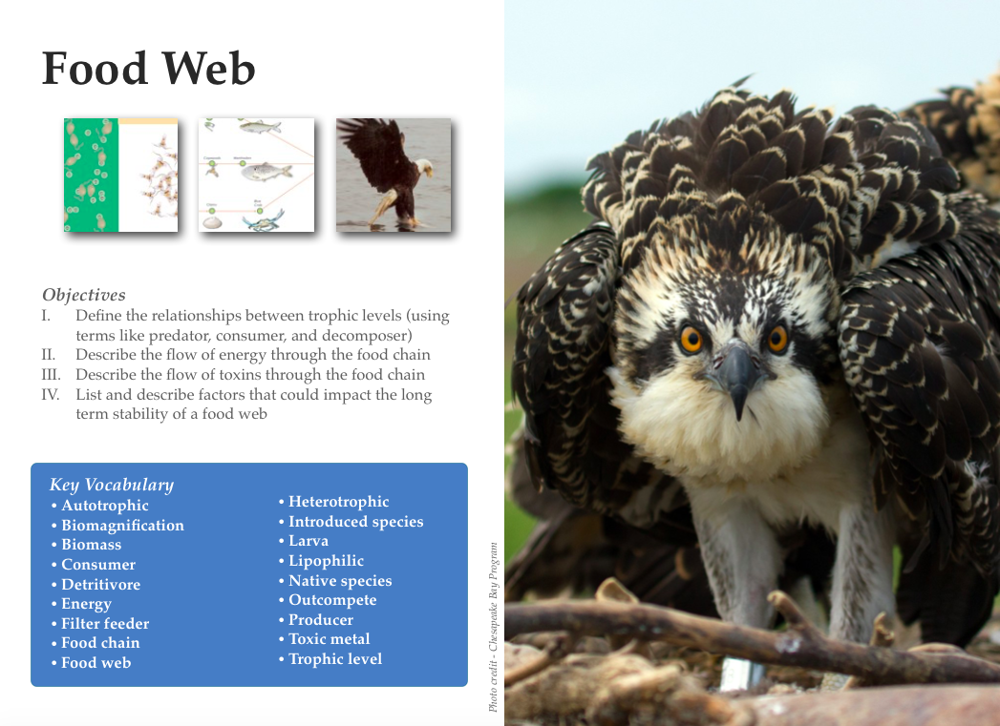 Food Web
Objectives
I. Define the relationships between trophic levels (using
terms like predator, consumer, and decomposer)
II. Describe the flow of energy through the food chain
III. Describe the flow of toxins through the food chain
IV. List and describe factors that could impact the long
term stability of a food web
Key Vocabulary
• Autotrophic
• Biomagnification
• Biomass
• Consumer
• Detritivore
• Energy
• Filter feeder
• Food chain
• Food web
• Heterotrophic
• Introduced species
• Larva
• Lipophilic
• Native species
• Outcompete
• Producer
• Toxic metal
• Trophic level
Photo credit - Chesapeake Bay Program